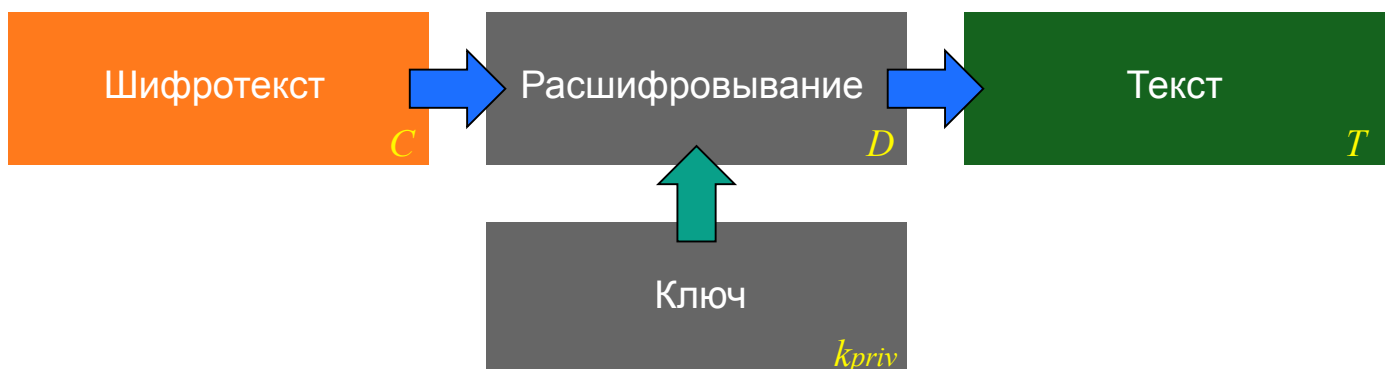 Шифротекст
C
Расшифровывание
D
Текст
T
Ключ
kpriv